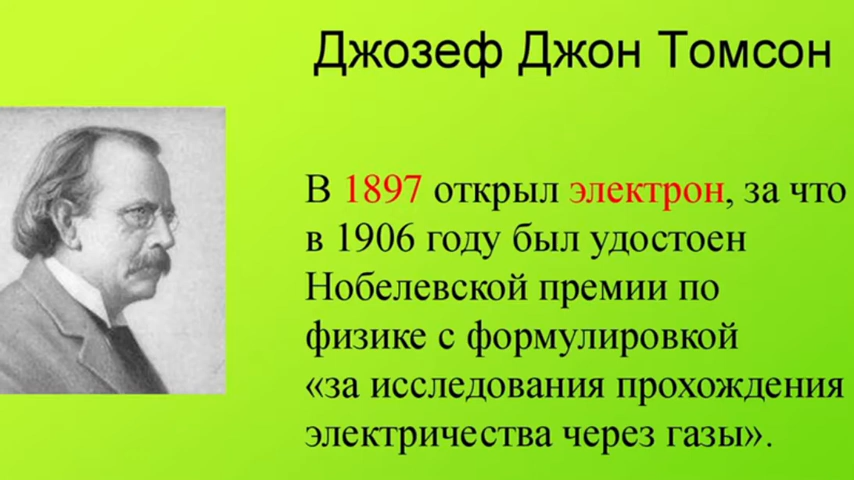 Джозеф Джон Томсон
В 1897 открыл электрон, за что
в 1906 году был удостоен
Нобелевской премии по
физике с формулировкой
«за исследования прохождения
электричества через газы».